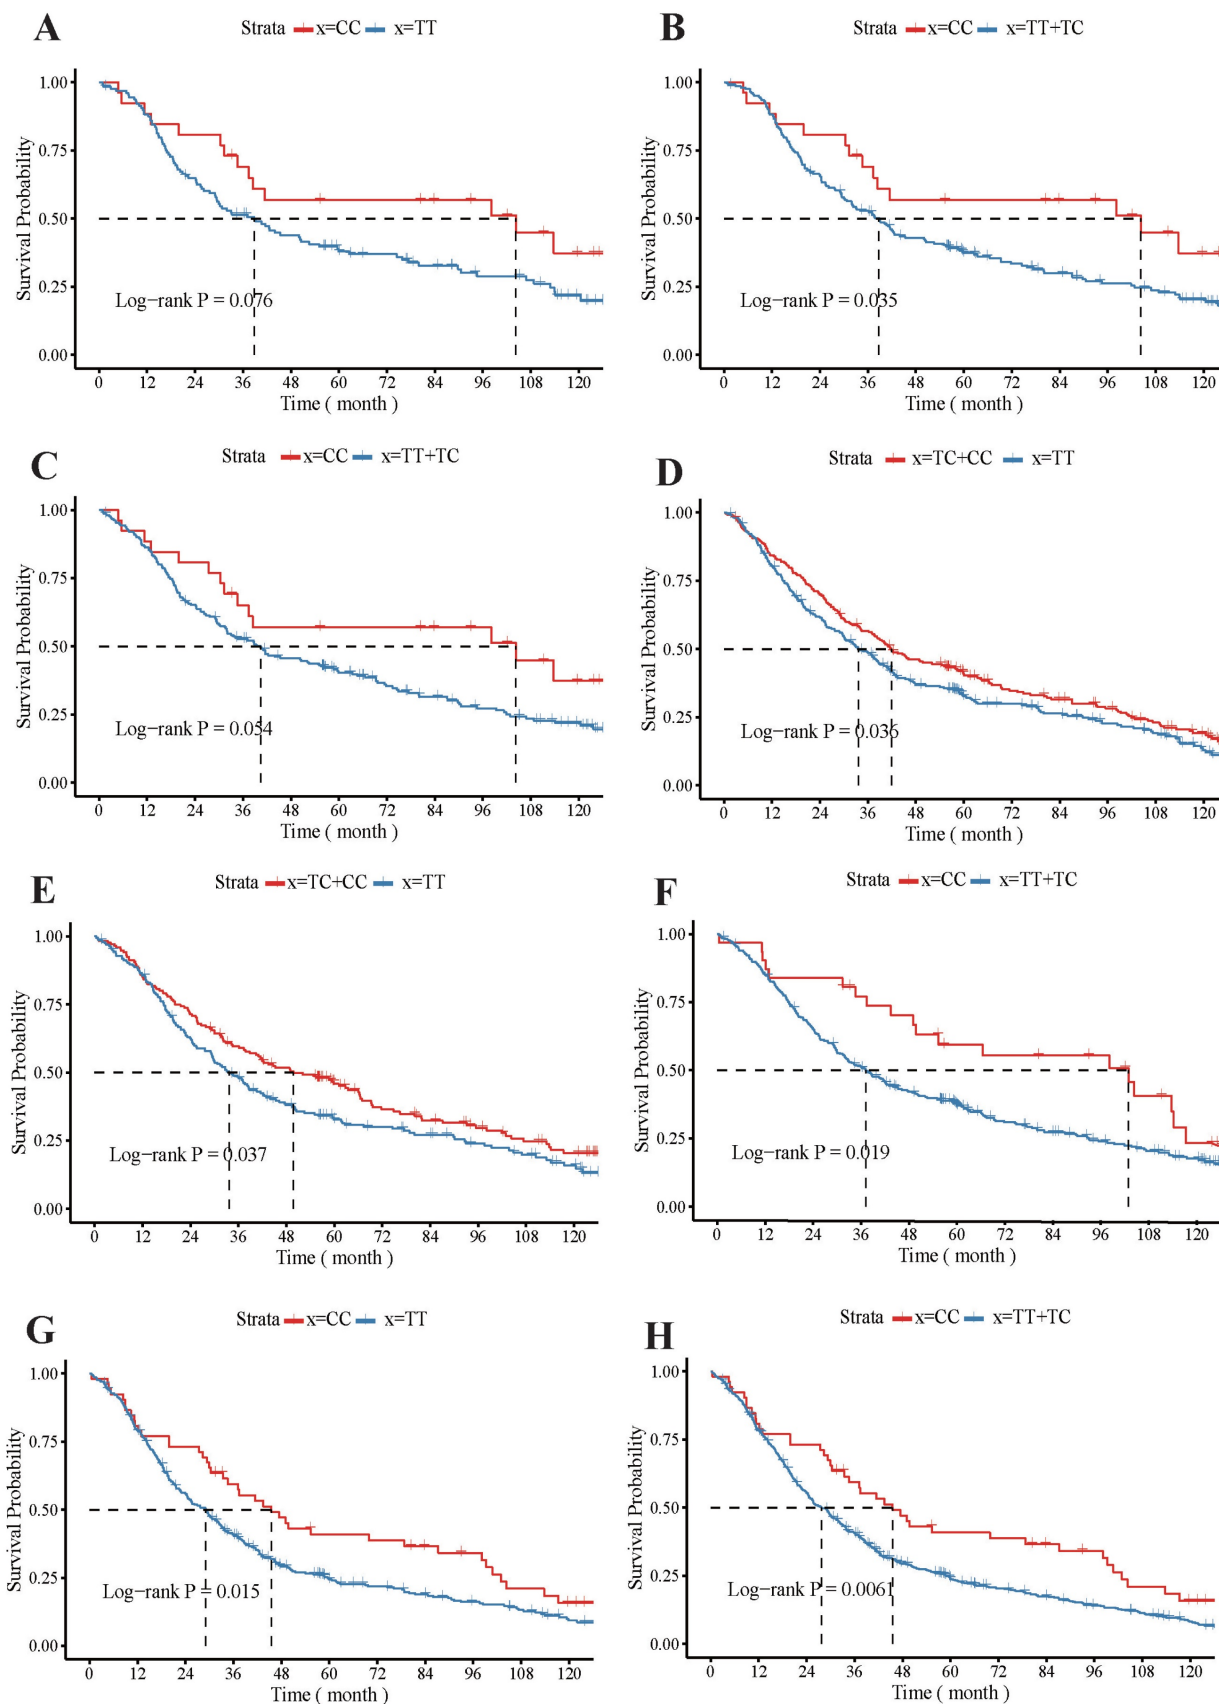 A
Strata x=CC x=TT
1.00
0.75
0.50
0.25
0.00
Survival Probability
Log-rank P = 0.076
0 12 24 36 48 60 72 84 96 108 120
Time ( month )
B
Strata x=CC x=TT+TC
1.00
0.75
0.50
0.25
0.00
Survival Probability
Log-rank P = 0.035
0 12 24 36 48 60 72 84 96 108 120
Time ( month )
C
Strata x=CC x=TT+TC
1.00
0.75
0.50
0.25
0.00
Survival Probability
Log-rank P = 0.054
0 12 24 36 48 60 72 84 96 108 120
Time ( month )
D
Strata x=TC+CC x=TT
1.00
0.75
0.50
0.25
0.00
Survival Probability
Log-rank P = 0.036
0 12 24 36 48 60 72 84 96 108 120
Time ( month )
E
Strata x=TC+CC x=TT
1.00
0.75
0.50
0.25
0.00
Survival Probability
Log-rank P = 0.037
0 12 24 36 48 60 72 84 96 108 120
Time ( month )
F
Strata x=CC x=TT+TC
1.00
0.75
0.50
0.25
0.00
Survival Probability
Log-rank P = 0.019
0 12 24 36 48 60 72 84 96 108 120
Time ( month )
G
Strata x=CC x=TT
1.00
0.75
0.50
0.25
0.00
Survival Probability
Log-rank P = 0.015
0 12 24 36 48 60 72 84 96 108 120
Time ( month )
H
Strata x=CC x=TT+TC
1.00
0.75
0.50
0.25
0.00
Survival Probability
Log-rank P = 0.0061
0 12 24 36 48 60 72 84 96 108 120
Time ( month )